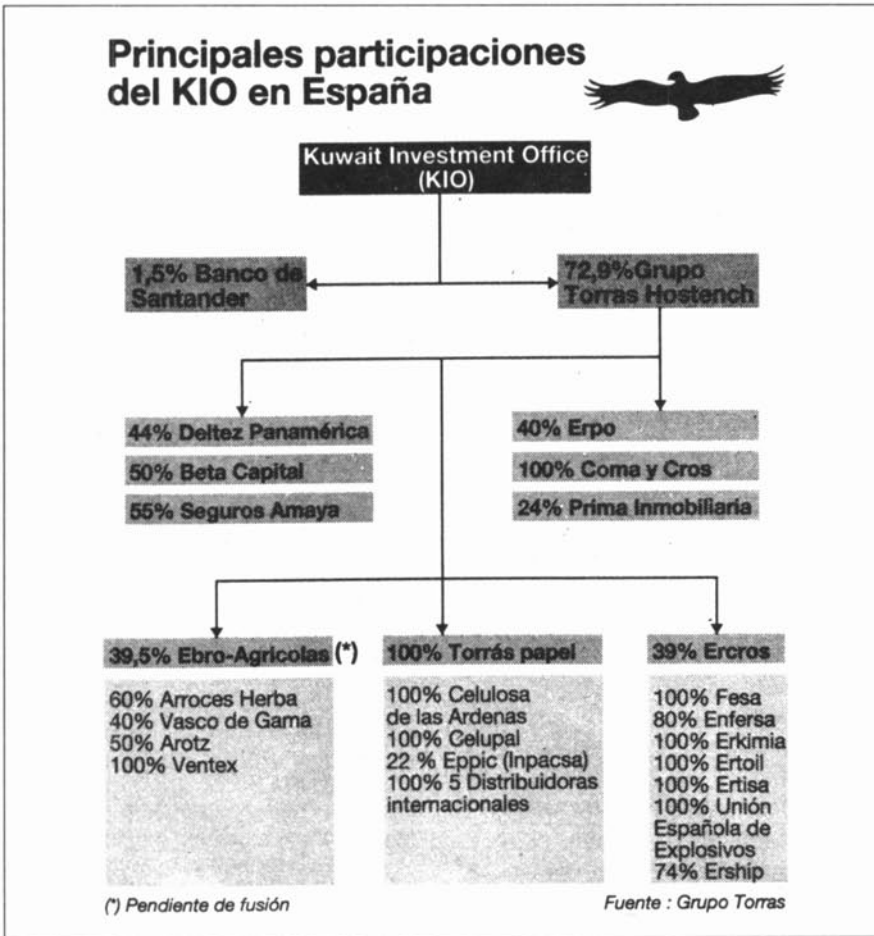 Principales participaciones
del KIO en España
Kuwait Investment Office
(KIO)
1,5% Banco de
Santander
72,9%Grupo
Torras Hostench
44% Deltez Panamérica
50% Beta Capital
55% Seguros Amaya
40% Erpo
100% Coma y Cros
24% Prima Inmobiliaria
39,5% Ebro-Agricolas (*)
60% Arroces Herba
40% Vasco de Gama
50% Arotz
100% Ventex
100% Torrás papel
100% Celulosa
de las Ardenas
100% Celupal
22 % Eppic (Inpacsa)
100% 5 Distribuidoras
internacionales
39% Ercros
100% Fesa
80% Enfersa
100% Erkimia
100% Ertoil
100% Ertisa
100% Unión
Española de
Explosivos
74% Ership
(*) Pendiente de fusión
Fuente : Grupo Torras